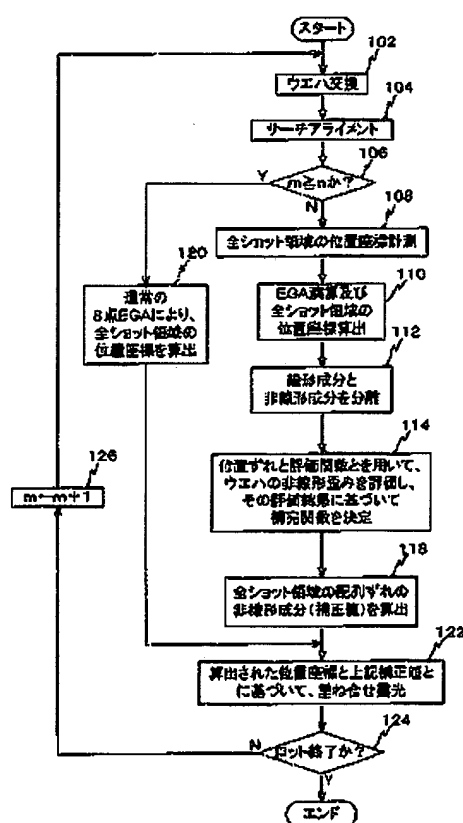 スタート
102
ウエハ交換
104
サーチアライメント
106
m≧nか?
Y
N
108
全ショット領域の位置座標計測
120
通常の
8点EGAにより、
全ショット領域の
位置座標を算出
110
EGA演算及び
全ショット領域の
位置座標算出
112
線形成分と
非線形成分を分離
114
位置ずれと評価関数とを用いて、
ウエハの非線形歪みを評価し、
その評価結果に基づいて
補完関数を決定
126
m←m+1
118
全ショット領域の配列ずれの
非線形成分(補正値)を算出
122
算出された位置座標と上記補正値と
に基づいて、重ね合せ露光
124
ロット終了か?
N
Y
エンド